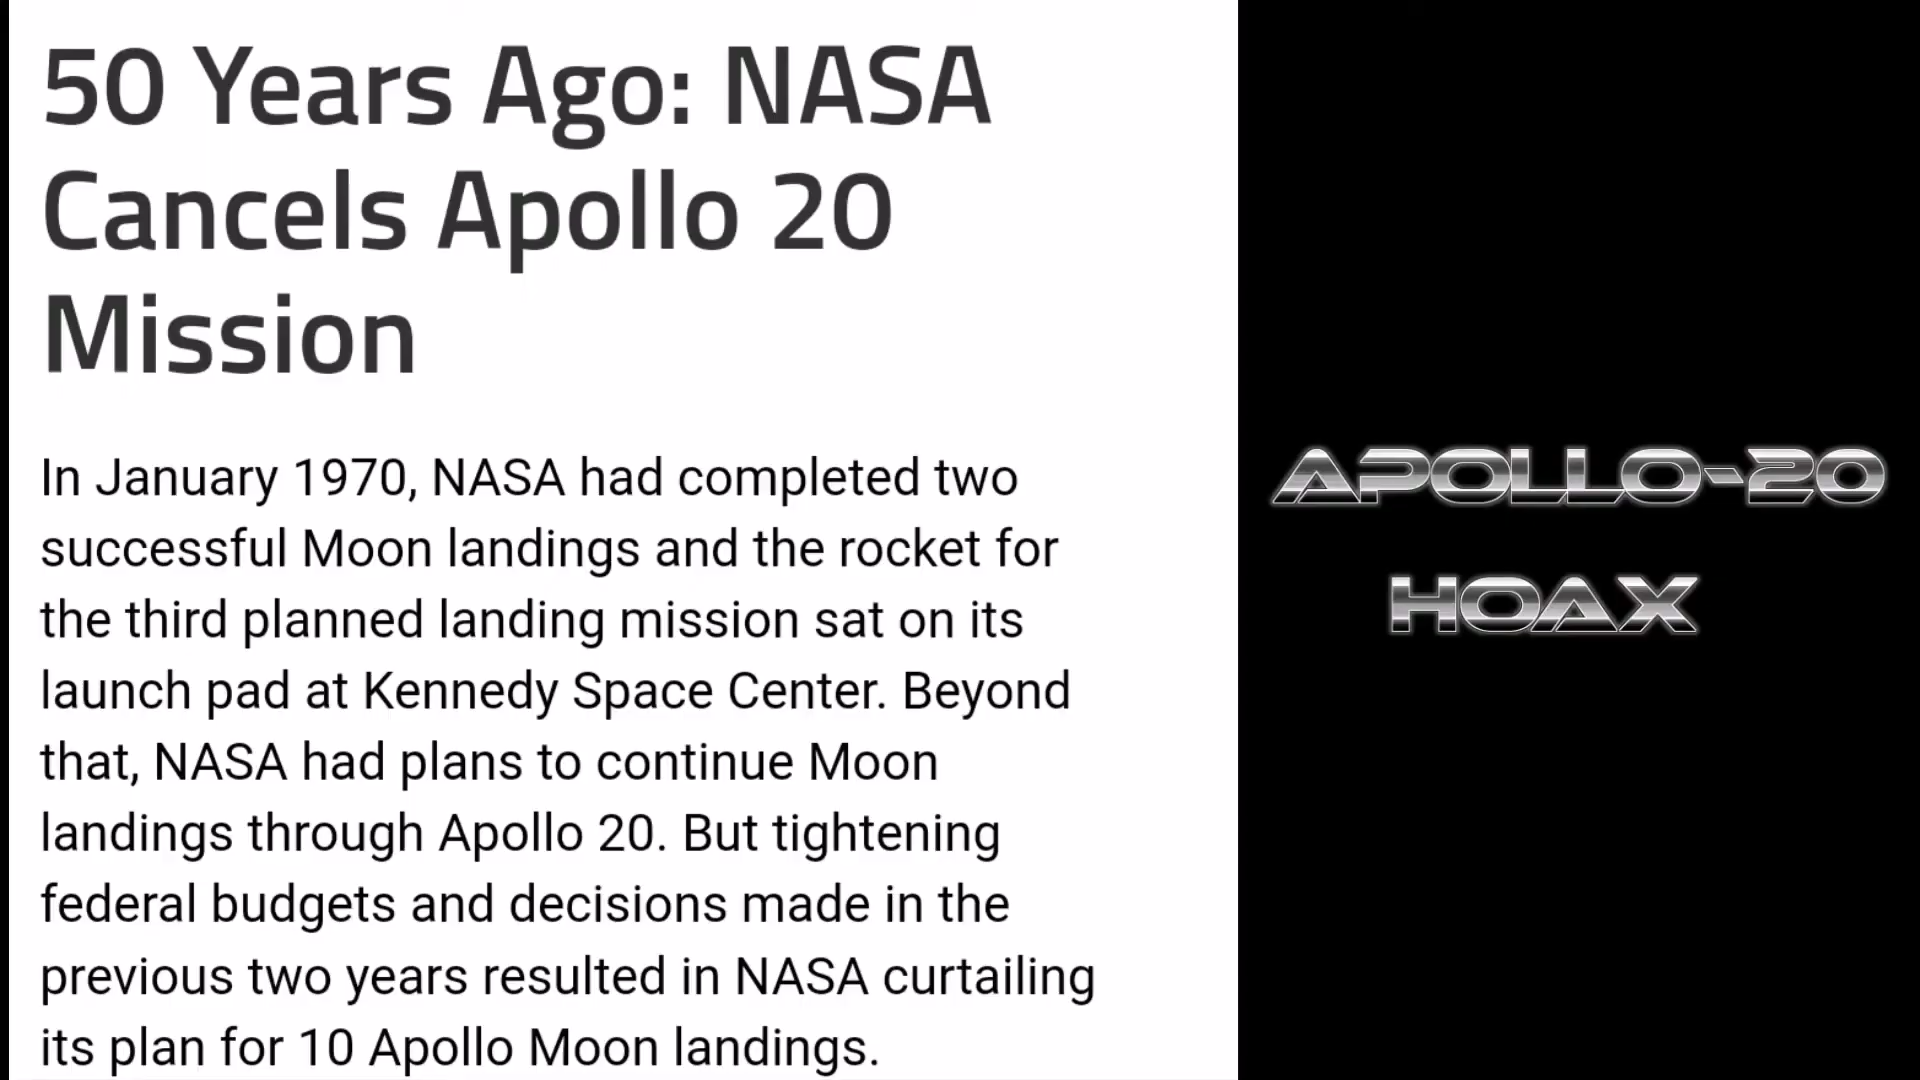 50 Years Ago: NASA
Cancels Apollo 20
Mission
In January 1970, NASA had completed two
successful Moon landings and the rocket for
the third planned landing mission sat on its
launch pad at Kennedy Space Center. Beyond
that, NASA had plans to continue Moon
landings through Apollo 20. But tightening
federal budgets and decisions made in the
previous two years resulted in NASA curtailing
its plan for 10 Apollo Moon landings.
APOLLO-20
HOAX